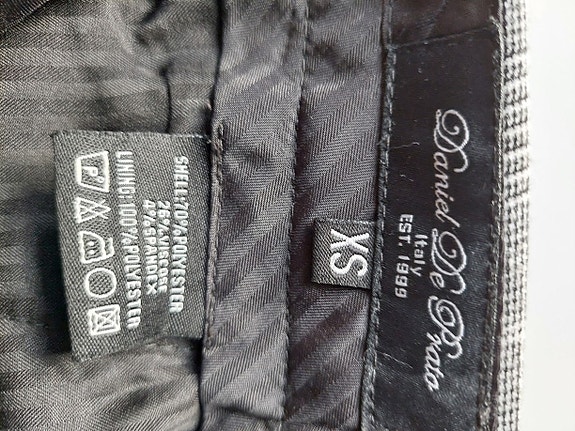 Daniel De Prato
Italy
EST. 1999
XS
SHELL:70%POLYESTER
26%VISCOSE
4%SPANDEX
LINING:100%POLYESTER